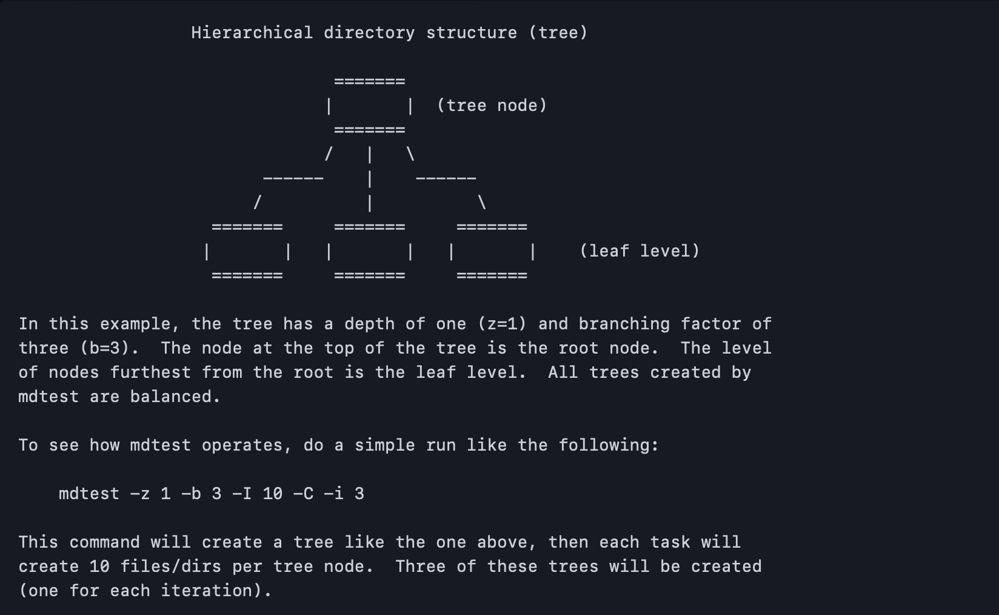 Hierarchical directory structure (tree)
=======
|       |  (tree node)
=======
/   |   \
------    |    ------
/          |          \
=======     =======     =======
|       |   |       |   |       |    (leaf level)
=======     =======     =======
In this example, the tree has a depth of one (z=1) and branching factor of
three (b=3).  The node at the top of the tree is the root node.  The level
of nodes furthest from the root is the leaf level.  All trees created by
mdtest are balanced.
To see how mdtest operates, do a simple run like the following:
mdtest -z 1 -b 3 -I 10 -C -i 3
This command will create a tree like the one above, then each task will
create 10 files/dirs per tree node.  Three of these trees will be created
(one for each iteration).